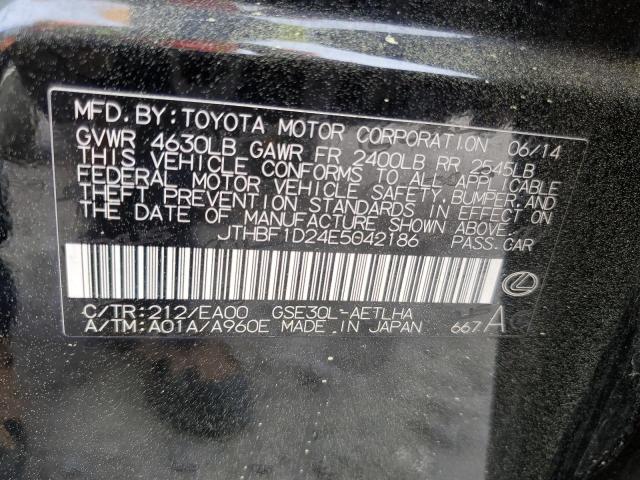 MFD. BY: TOYOTA MOTOR CORPORATION 06/14
GVWR 4630LB GAWR FR 2400LB RR 2545LB
THIS VEHICLE CONFORMS TO ALL APPLICABLE
FEDERAL MOTOR VEHICLE SAFETY, BUMPER, AND
THEFT PREVENTION STANDARDS IN EFFECT ON
THE DATE OF MANUFACTURE SHOWN ABOVE.
JTHBF1D24E5042186 PASS. CAR
C/TR: 212/EA00 GSE30L-AETLHA
A/TM: A01A/A960E MADE IN JAPAN 667 A